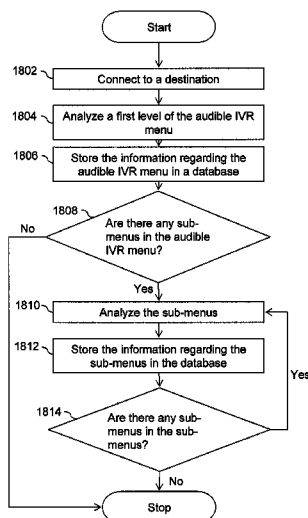 Start
1802
Connect to a destination
1804
Analyze a first level of the audible IVR
menu
1806
Store the information regarding the
audible IVR menu in a database
1808
No
Are there any sub-
menus in the audible
IVR menu?
Yes
1810
Analyze the sub-menus
1812
Store the information regarding the
sub-menus in the database
Yes
1814
Are there any sub-
menus in the sub-
menus?
No
Stop